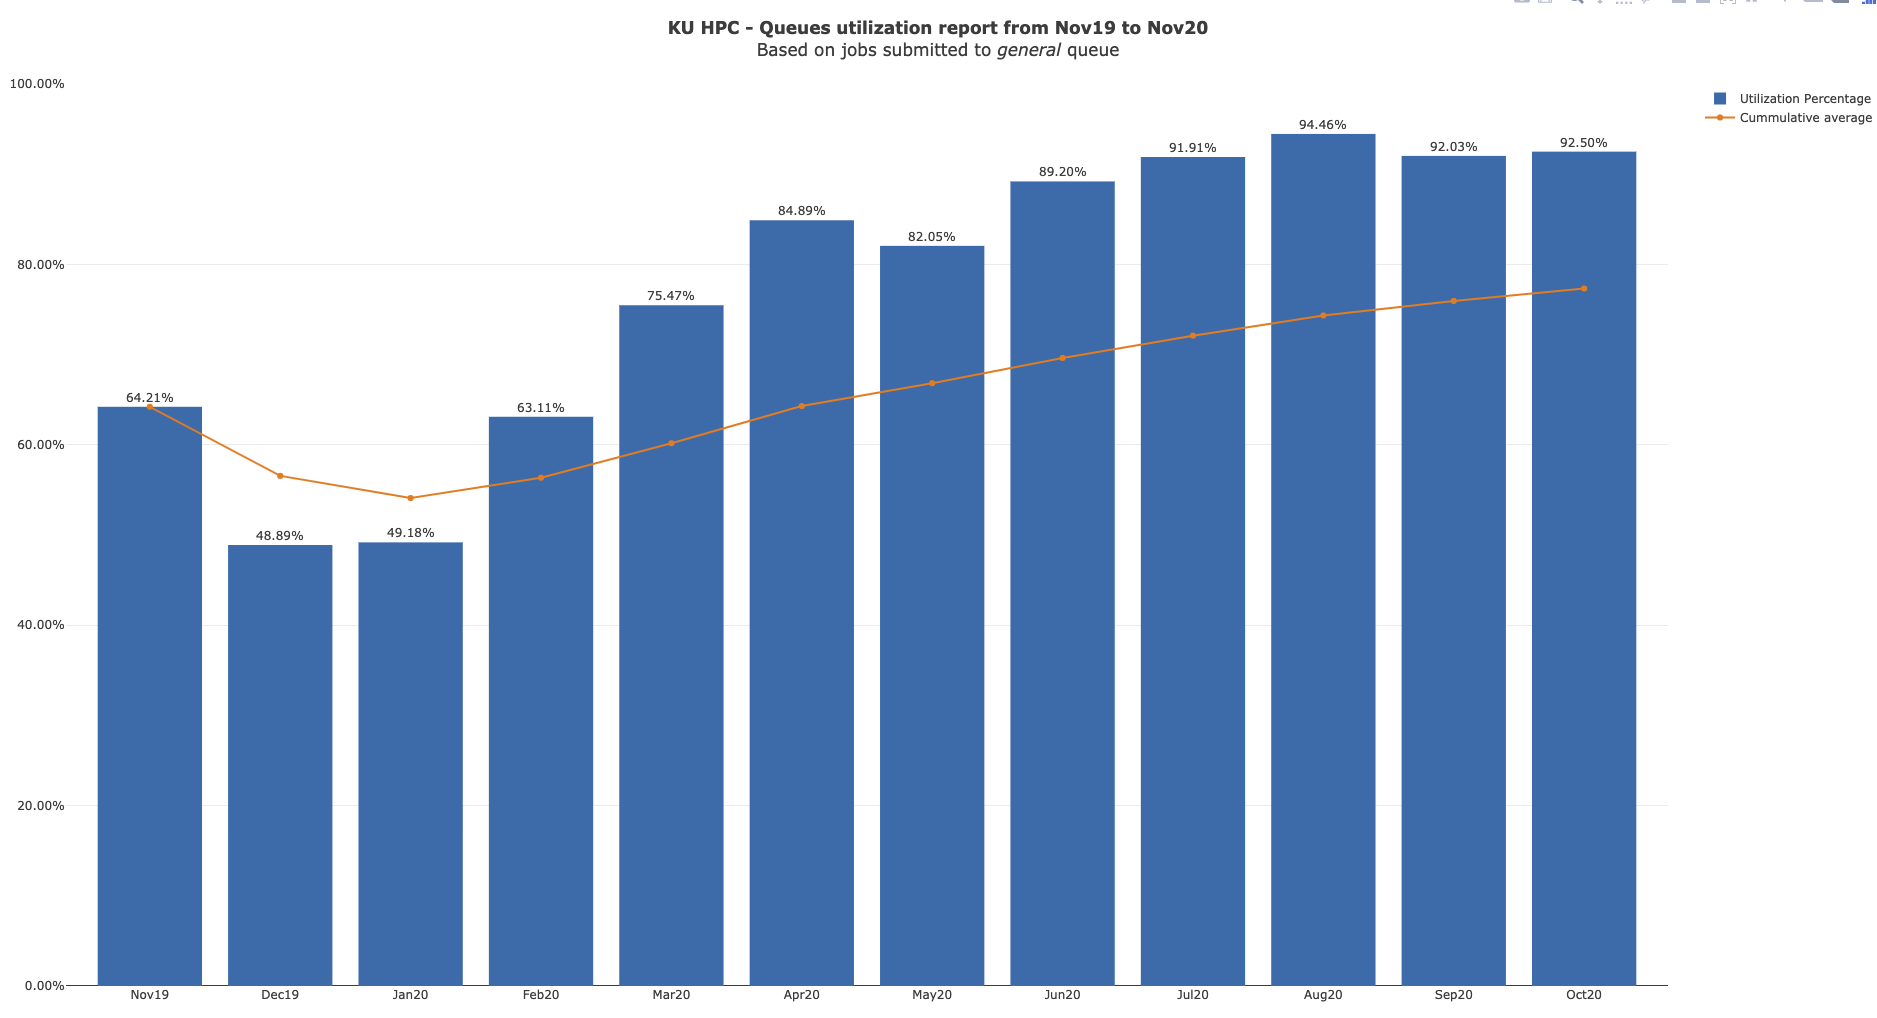 KU HPC - Queues utilization report from Nov19 to Nov20
Based on jobs submitted to general queue
100.00%
80.00%
60.00%
40.00%
20.00%
0.00%
Utilization Percentage
Cummulative average
64.21%
48.89%
49.18%
63.11%
75.47%
84.89%
82.05%
89.20%
91.91%
94.46%
92.03%
92.50%
Nov19
Dec19
Jan20
Feb20
Mar20
Apr20
May20
Jun20
Jul20
Aug20
Sep20
Oct20